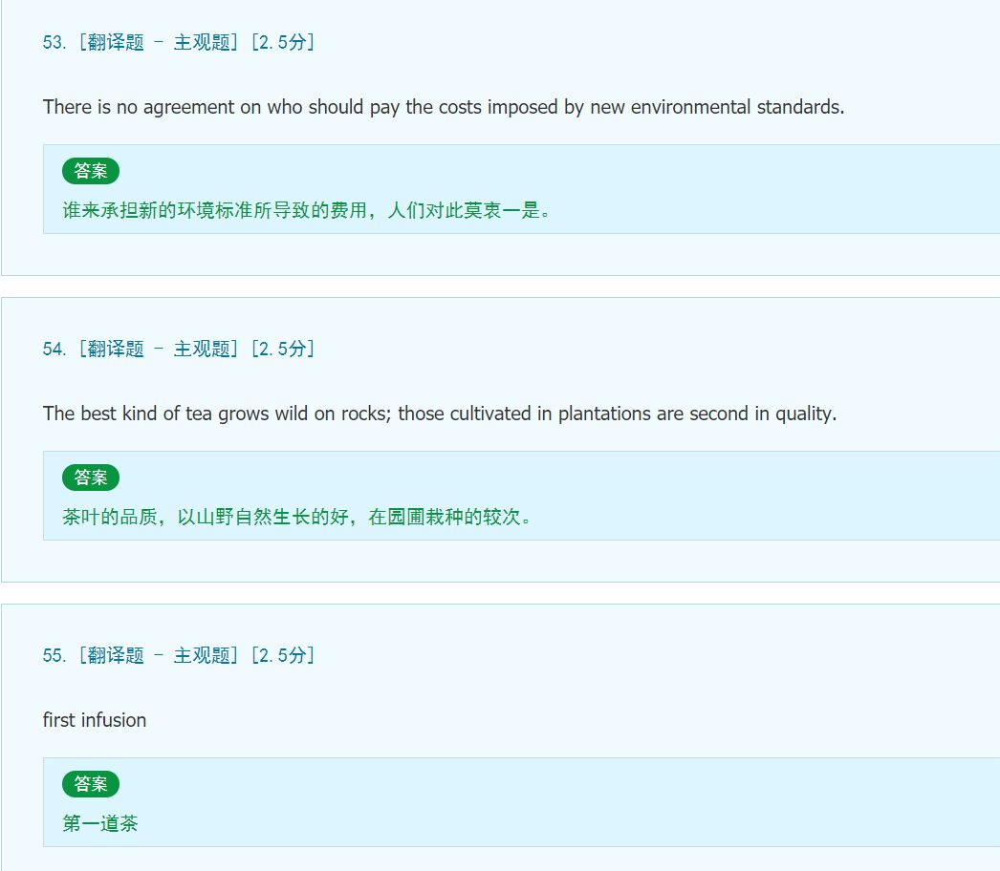 53. [翻译题 - 主观题] [2.5分]
There is no agreement on who should pay the costs imposed by new environmental standards.
答案
谁来承担新的环境标准所导致的费用，人们对此莫衷一是。
54. [翻译题 - 主观题] [2.5分]
The best kind of tea grows wild on rocks; those cultivated in plantations are second in quality.
答案
茶叶的品质，以山野自然生长的好，在园圃栽种的较次。
55. [翻译题 - 主观题] [2.5分]
first infusion
答案
第一道茶